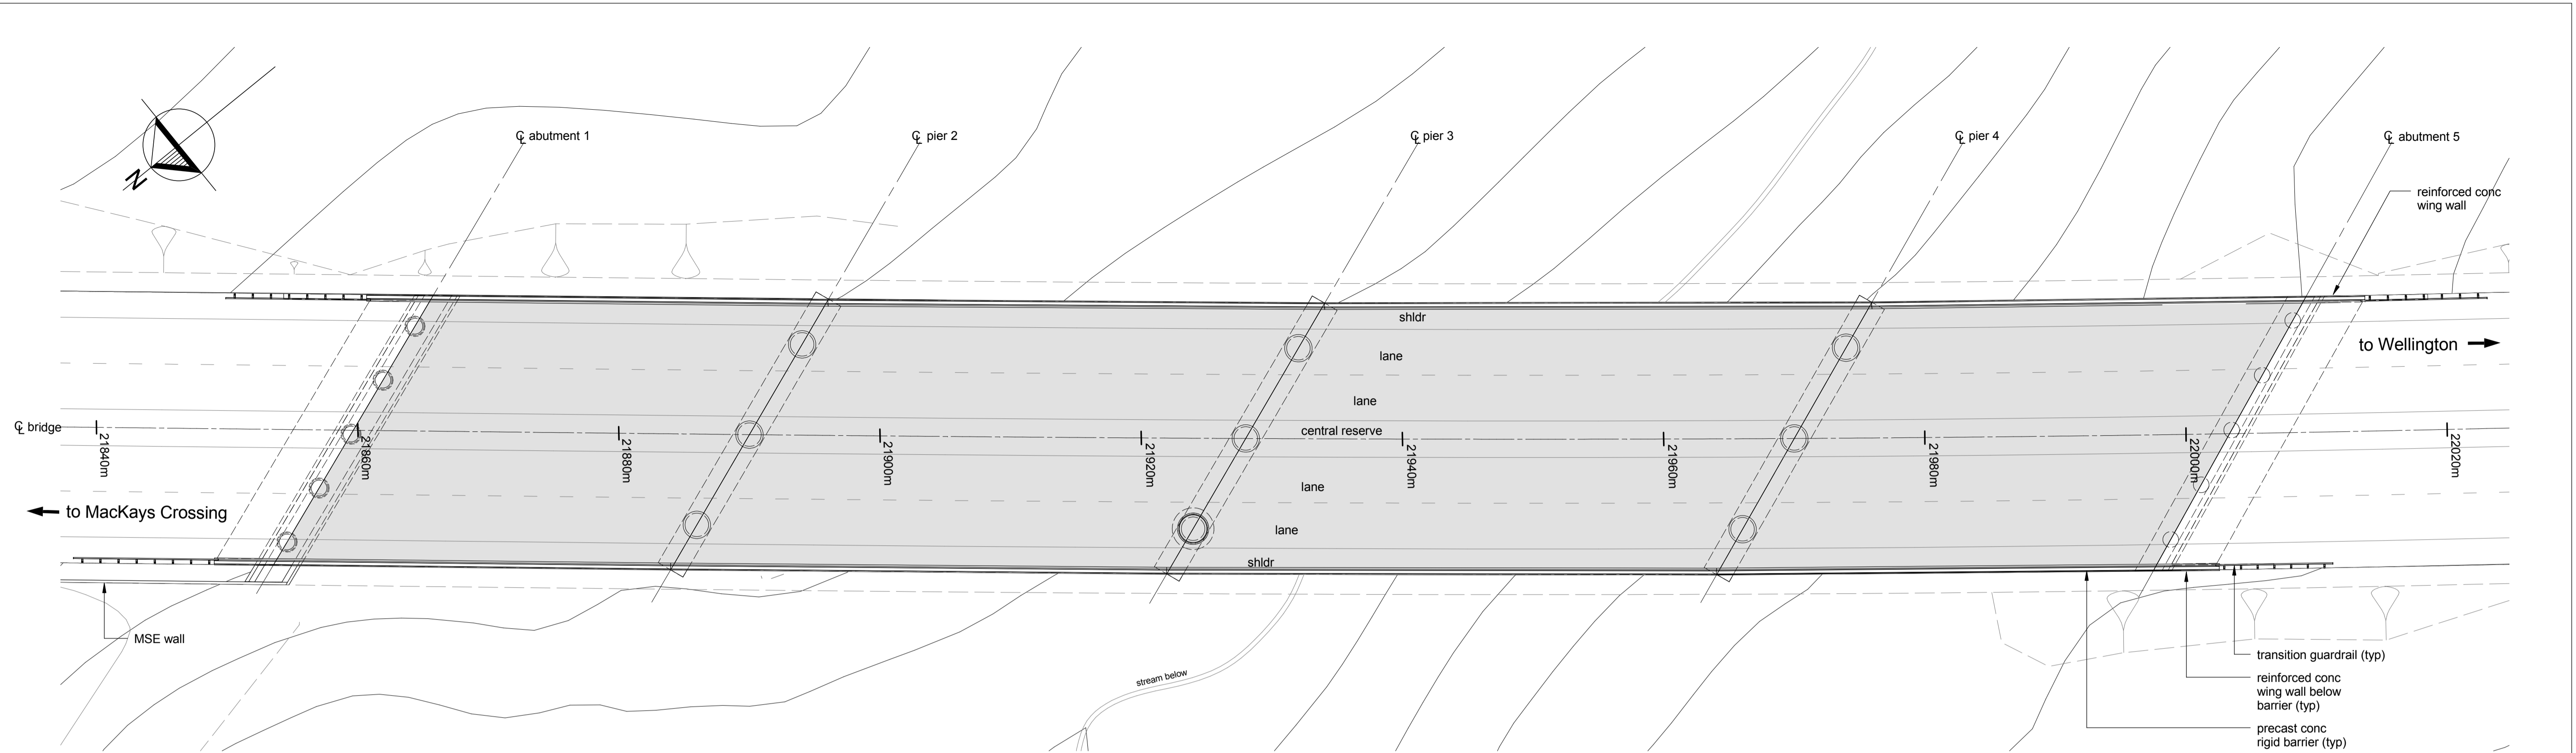 ℄ abutment 1
℄ pier 2
℄ pier 3
℄ pier 4
℄ abutment 5
N
reinforced conc
wing wall
shldr
lane
to Wellington
lane
℄ bridge
central reserve
21840m
21860m
21880m
21900m
21920m
21940m
21960m
21980m
22000m
22020m
lane
to MacKays Crossing
lane
shldr
MSE wall
stream below
transition guardrail (typ)
reinforced conc
wing wall below
barrier (typ)
precast conc
rigid barrier (typ)